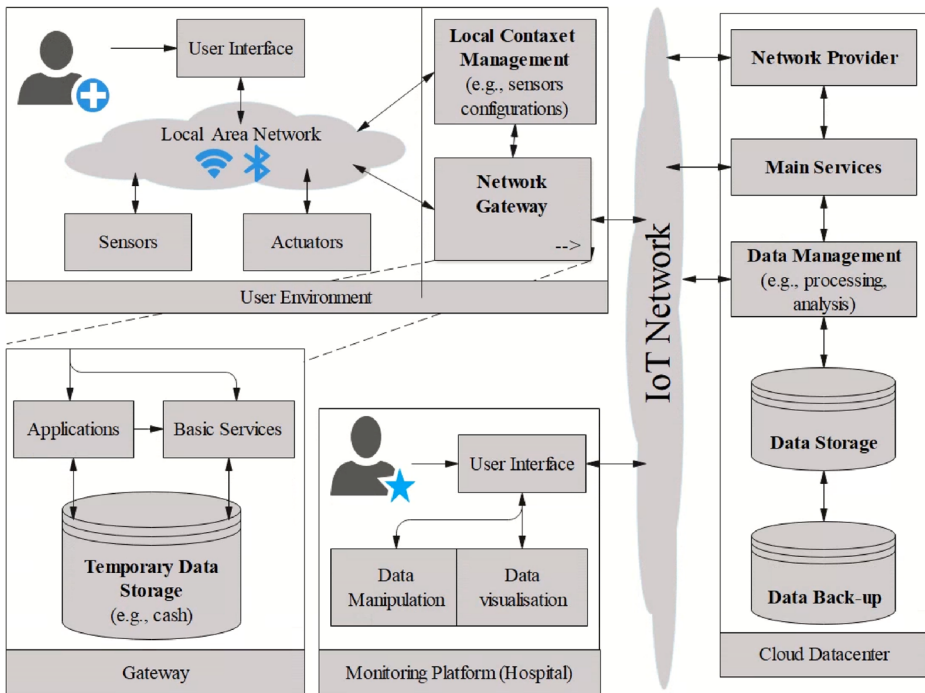 User Interface
Local Area Network
Sensors
Actuators
Local Contaxet
Management
(e.g., sensors
configurations)
Network
Gateway
-->
User Environment
Applications
Basic Services
Temporary Data
Storage
(e.g., cash)
Gateway
User Interface
Data
Manipulation
Data
visualisation
Monitoring Platform (Hospital)
IoT Network
Network Provider
Main Services
Data Management
(e.g., processing,
analysis)
Data Storage
Data Back-up
Cloud Datacenter